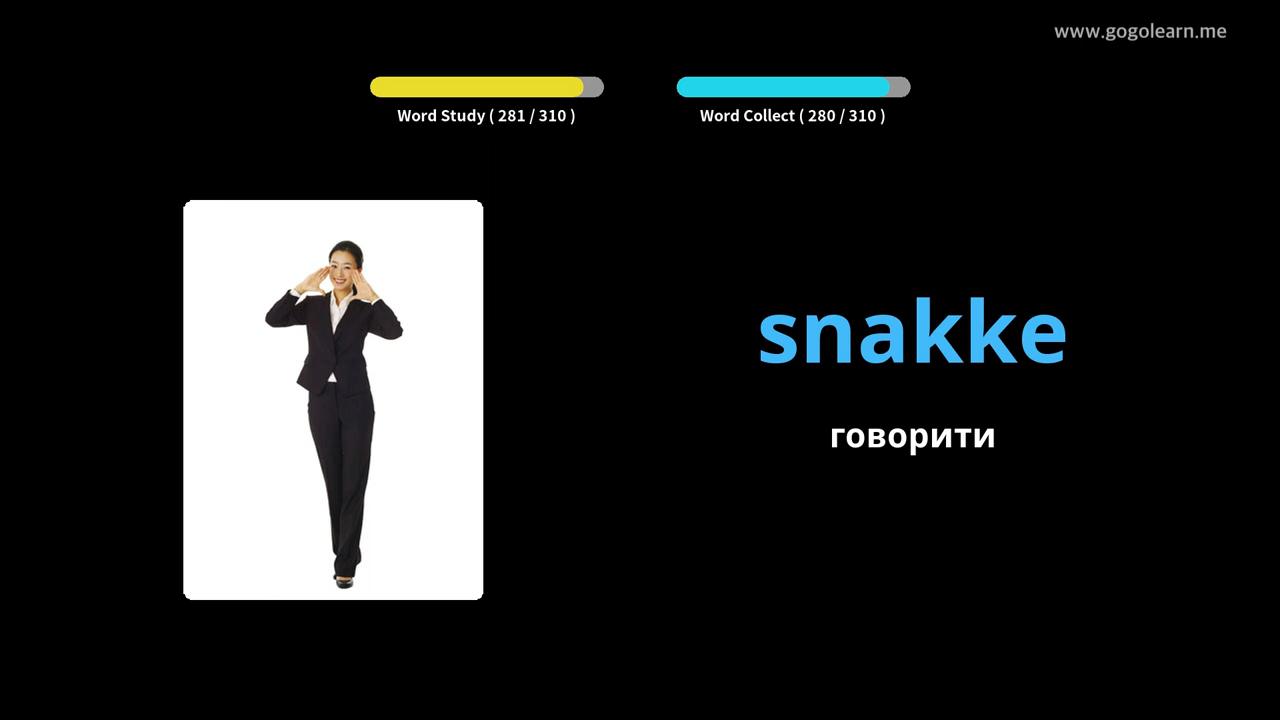 www.gogolearn.me
Word Study ( 281 / 310 )
Word Collect ( 280 / 310 )
snakke
говорити